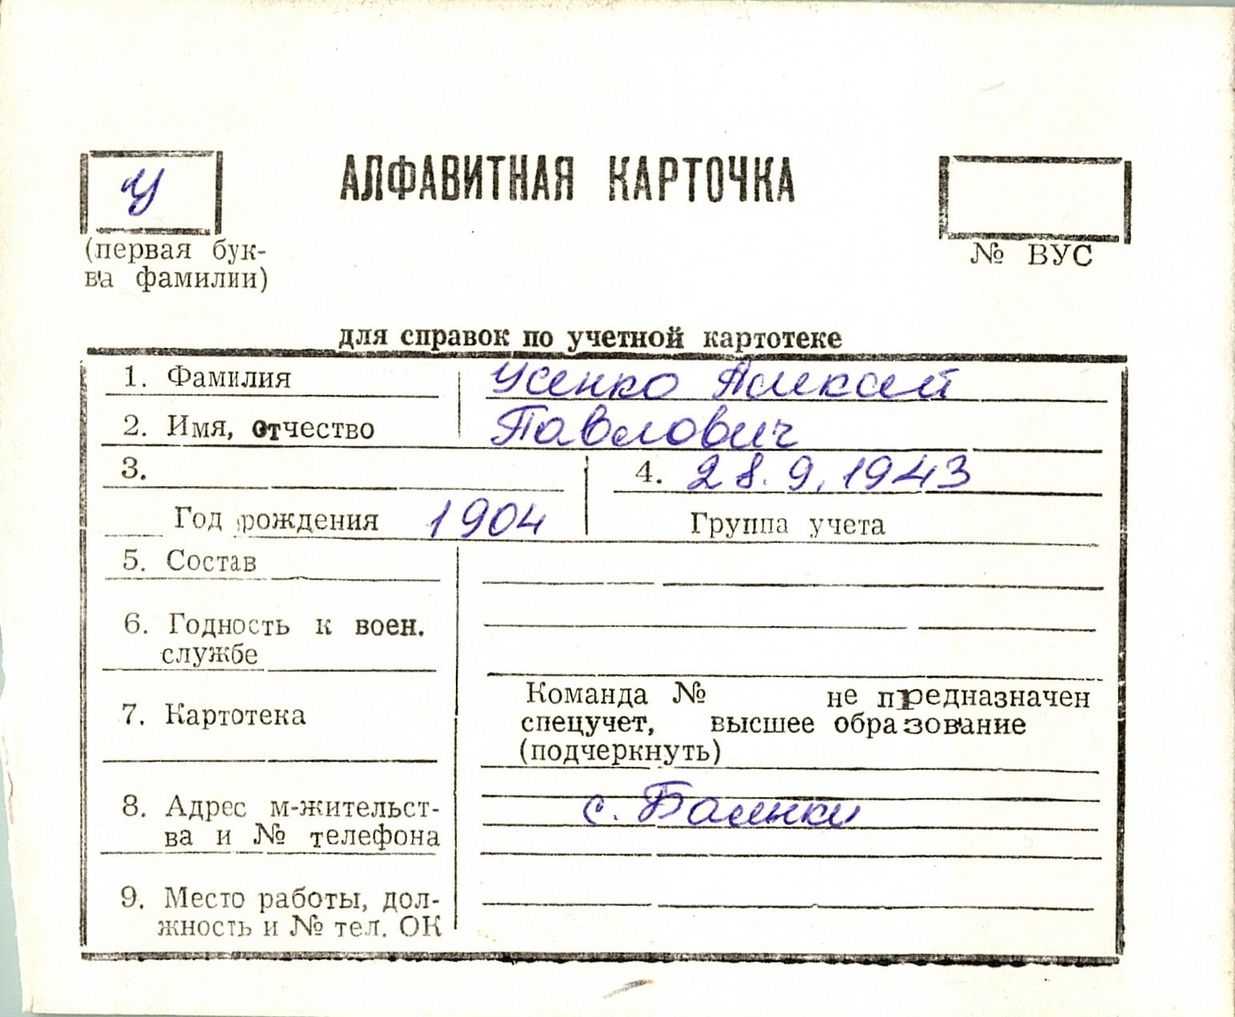 У
АЛФАВИТНАЯ КАРТОЧКА
(первая бук-
ва фамилии)
№ ВУС
для справок по учетной картотеке
1. Фамилия Усенко Алексей
2. Имя, отчество Павлович
3. 4. 28.9.1943
Год рождения 1904 Группа учета
5. Состав
6. Годность к воен.
службе
7. Картотека
Команда № не предназначен
спецучет, высшее образование
(подчеркнуть)
8. Адрес м-жительст-
ва и № телефона
с.
9. Место работы, дол-
жность и № тел. ОК